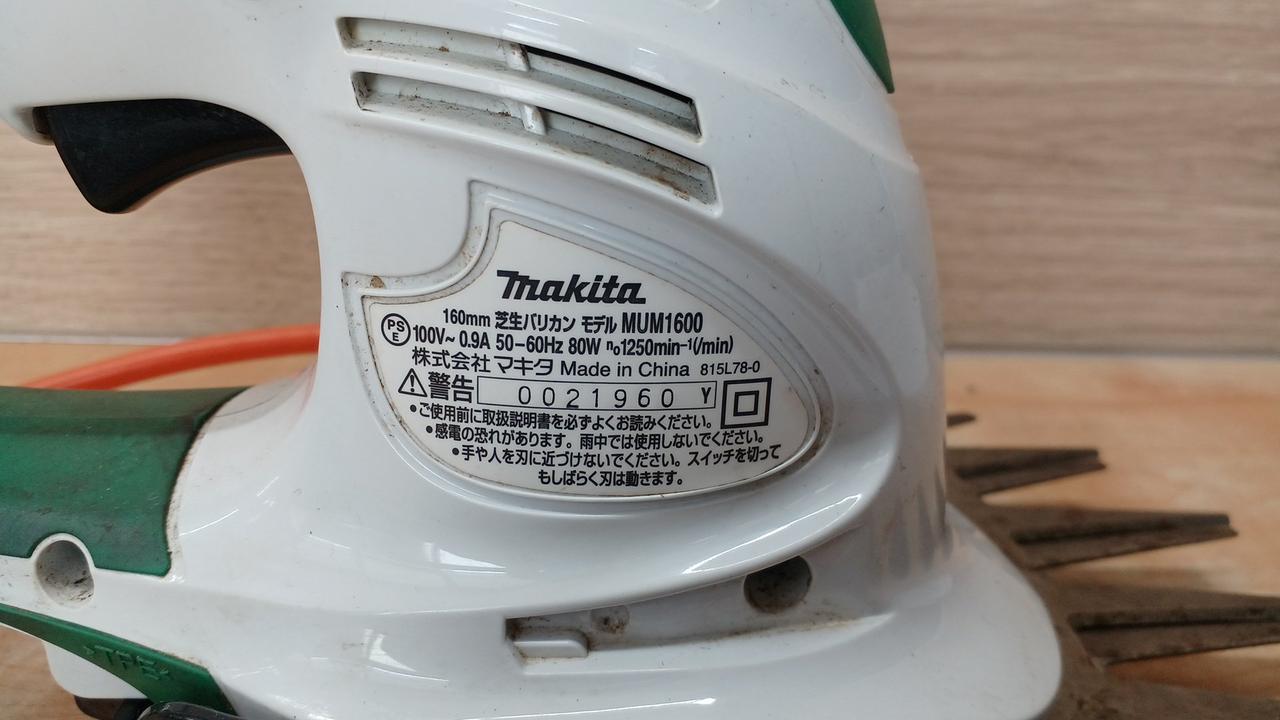 makita
160mm 芝生バリカン モデル MUM1600
PS E 100V~ 0.9A 50-60Hz 80W n₀1250min⁻¹(/min)
株式会社 マキタ Made in China 815L78-0
⚠警告 0021960 Y
•ご使用前に取扱説明書を必ずよくお読みください。
•感電の恐れがあります。雨中では使用しないでください。
•手や人を刃に近づけないでください。スイッチを切って
もしばらく刃は動きます。